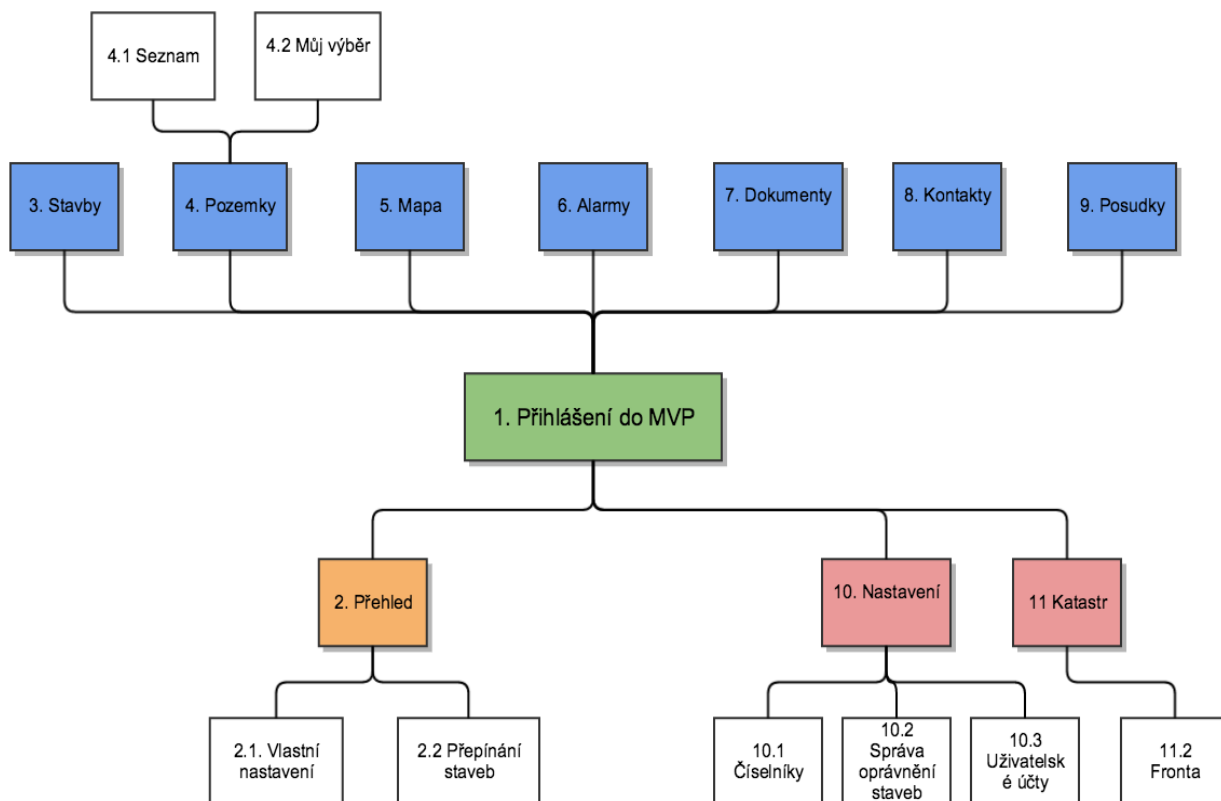 4.1 Seznam
4.2 Můj výběr
3. Stavby
4. Pozemky
5. Mapa
6. Alarmy
7. Dokumenty
8. Kontakty
9. Posudky
1. Přihlášení do MVP
2. Přehled
10. Nastavení
11 Katastr
2.1. Vlastní
nastavení
2.2 Přepínání
staveb
10.1
Číselníky
10.2
Správa
oprávnění
staveb
10.3
Uživatelsk
é účty
11.2
Fronta